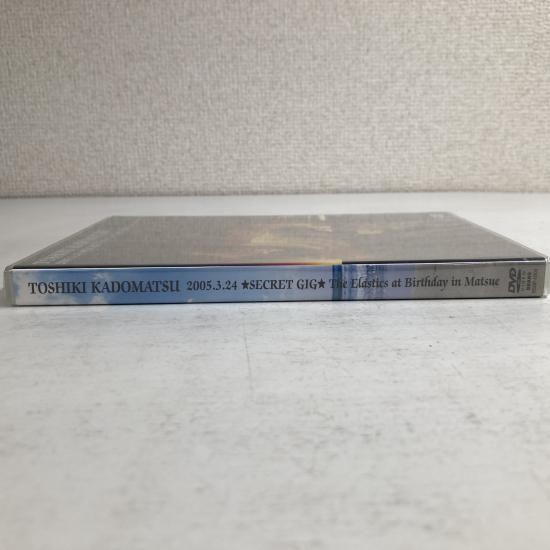 TOSHIKI KADOMATSU 2005.3.24 ★SECRET GIG★ The Elastics at Birthday in Matsue
DVD